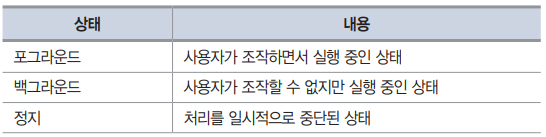 상태 내용
포그라운드 사용자가 조작하면서 실행 중인 상태
백그라운드 사용자가 조작할 수 없지만 실행 중인 상태
정지 처리를 일시적으로 중단된 상태